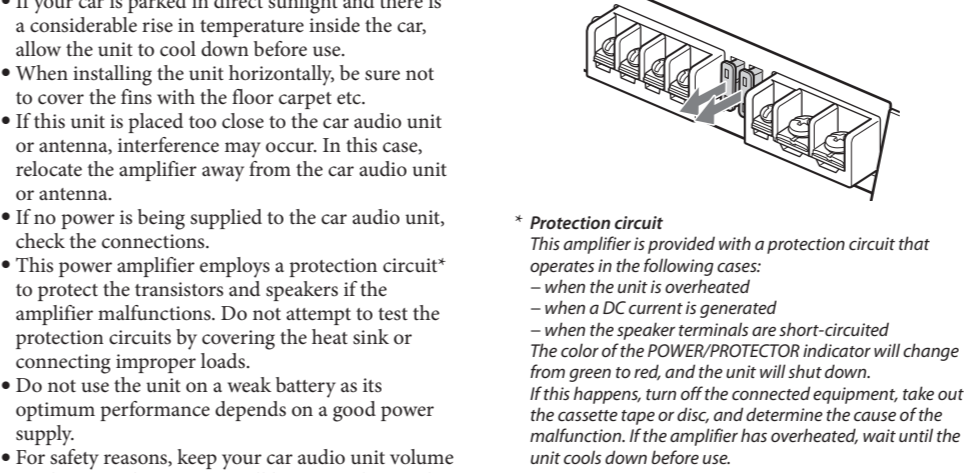 • If your car is parked in direct sunlight and there is
a considerable rise in temperature inside the car,
allow the unit to cool down before use.
• When installing the unit horizontally, be sure not
to cover the fins with the floor carpet etc.
• If this unit is placed too close to the car audio unit
or antenna, interference may occur. In this case,
relocate the amplifier away from the car audio unit
or antenna.
• If no power is being supplied to the car audio unit,
check the connections.
• This power amplifier employs a protection circuit*
to protect the transistors and speakers if the
amplifier malfunctions. Do not attempt to test the
protection circuits by covering the heat sink or
connecting improper loads.
• Do not use the unit on a weak battery as its
optimum performance depends on a good power
supply.
• For safety reasons, keep your car audio unit volume
* Protection circuit
This amplifier is provided with a protection circuit that
operates in the following cases:
– when the unit is overheated
– when a DC current is generated
– when the speaker terminals are short-circuited
The color of the POWER/PROTECTOR indicator will change
from green to red, and the unit will shut down.
If this happens, turn off the connected equipment, take out
the cassette tape or disc, and determine the cause of the
malfunction. If the amplifier has overheated, wait until the
unit cools down before use.